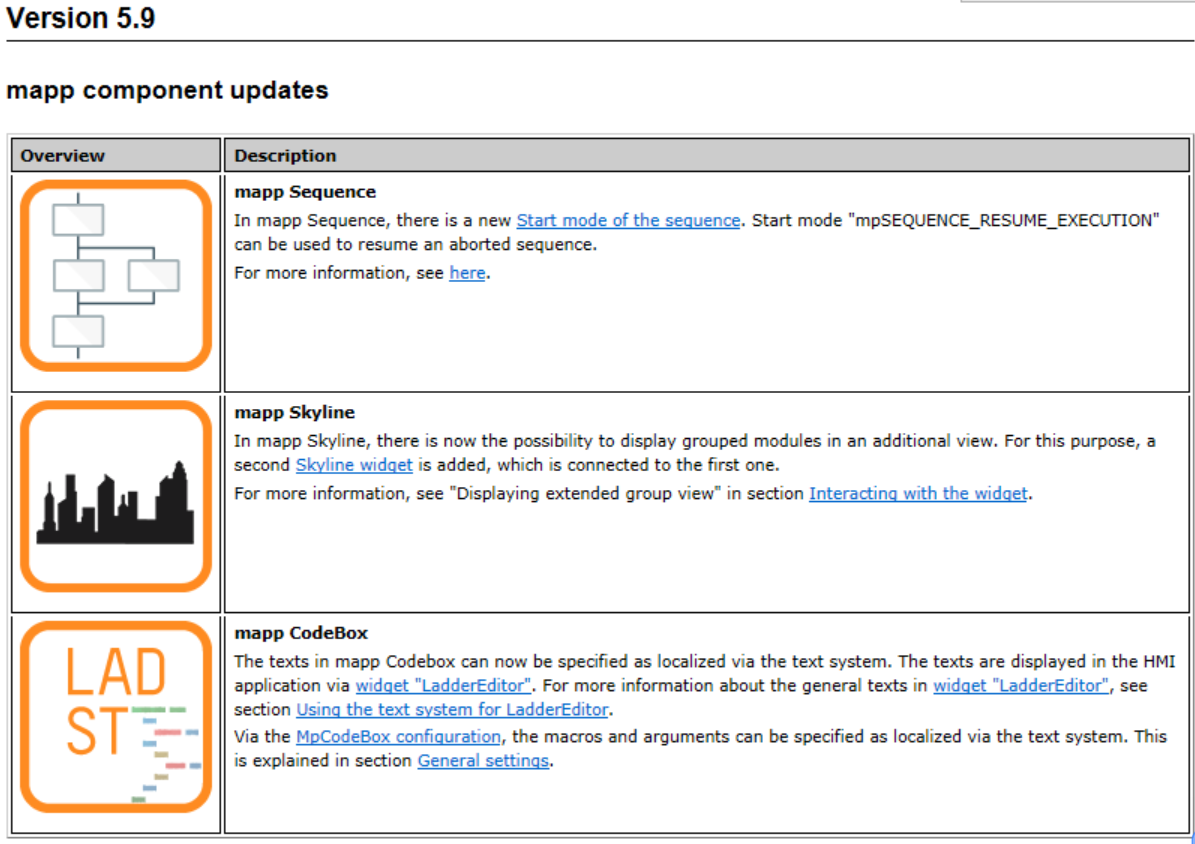 Version 5.9
mapp component updates
Overview
Description
mapp Sequence
In mapp Sequence, there is a new Start mode of the sequence. Start mode "mpSEQUENCE_RESUME_EXECUTION"
can be used to resume an aborted sequence.
For more information, see here.
mapp Skyline
In mapp Skyline, there is now the possibility to display grouped modules in an additional view. For this purpose, a
second Skyline widget is added, which is connected to the first one.
For more information, see "Displaying extended group view" in section Interacting with the widget.
LAD
ST
mapp CodeBox
The texts in mapp Codebox can now be specified as localized via the text system. The texts are displayed in the HMI
application via widget "LadderEditor". For more information about the general texts in widget "LadderEditor", see
section Using the text system for LadderEditor.
Via the MpCodeBox configuration, the macros and arguments can be specified as localized via the text system. This
is explained in section General settings.